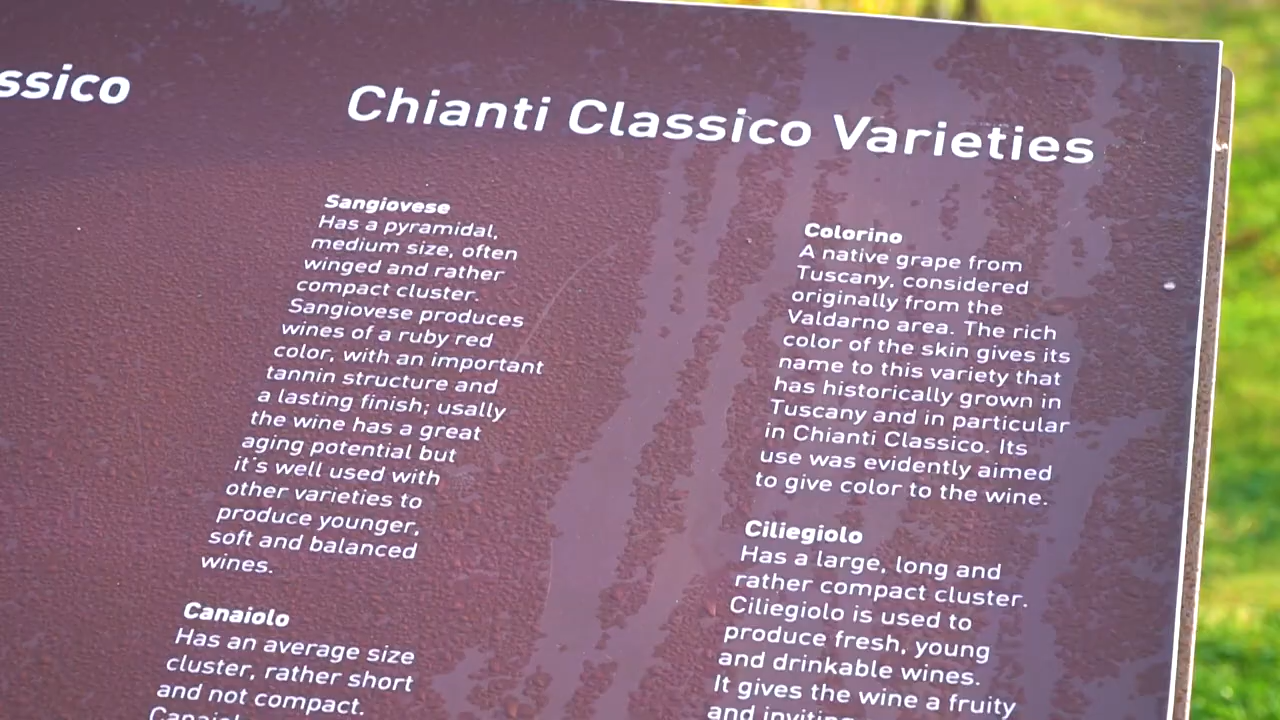 ssico
Chianti Classico Varieties
Sangiovese
Has a pyramidal,
medium size, often
winged and rather
compact cluster.
Sangiovese produces
wines of a ruby red
color, with an important
tannin structure and
a lasting finish; usally
the wine has a great
aging potential but
it's well used with
other varieties to
produce younger,
soft and balanced
wines.
Canaiolo
Has an average size
cluster, rather short
and not compact.
Colorino
A native grape from
Tuscany, considered
originally from the
Valdarno area. The rich
color of the skin gives its
name to this variety that
has historically grown in
Tuscany and in particular
in Chianti Classico. Its
use was evidently aimed
to give color to the wine.
Ciliegiolo
Has a large, long and
rather compact cluster.
Ciliegiolo is used to
produce fresh, young
and drinkable wines.
It gives the wine a fruity
and inviting